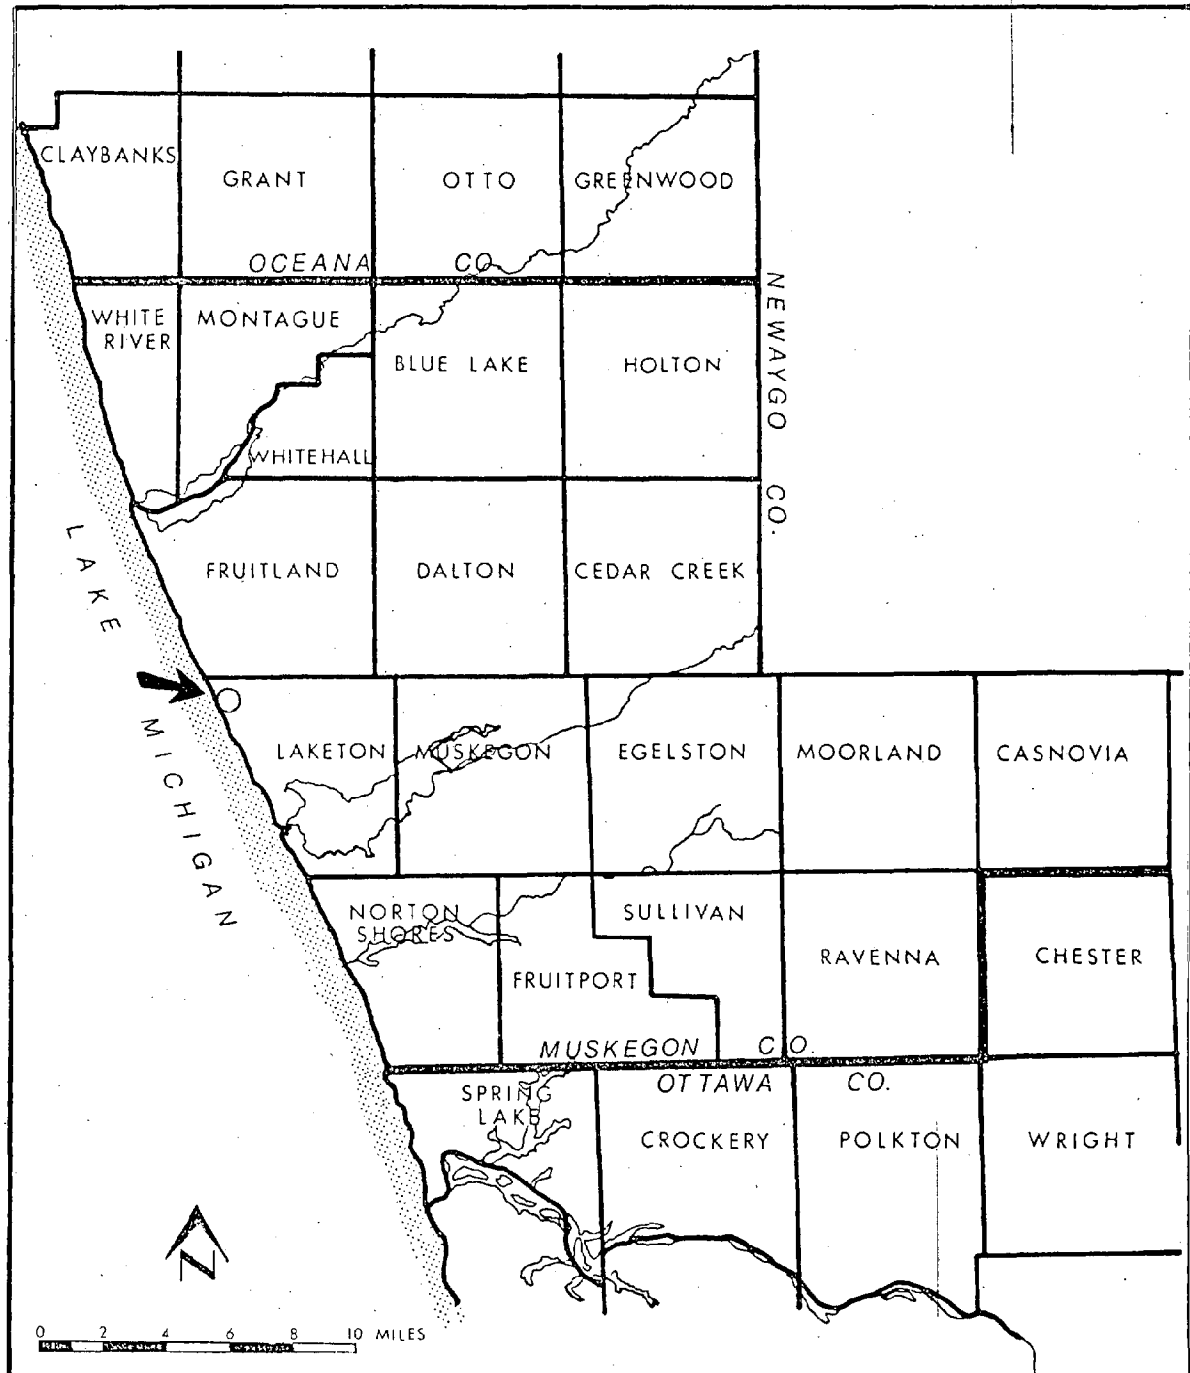 CLAYBANKS
GRANT
OTTO
GREENWOOD
OCEANA CO.
NEWAYGO CO.
WHITE
RIVER
MONTAGUE
BLUE LAKE
HOLTON
WHITEHALL
LAKE MICHIGAN
FRUITLAND
DALTON
CEDAR CREEK
LAKETON
MUSKEGON
EGELSTON
MOORLAND
CASNOVIA
NORTON
SHORES
SULLIVAN
FRUITPORT
RAVENNA
CHESTER
MUSKEGON CO.
OTTAWA CO.
SPRING
LAKE
CROCKERY
POLKTON
WRIGHT
N
0 2 4 6 8 10 MILES